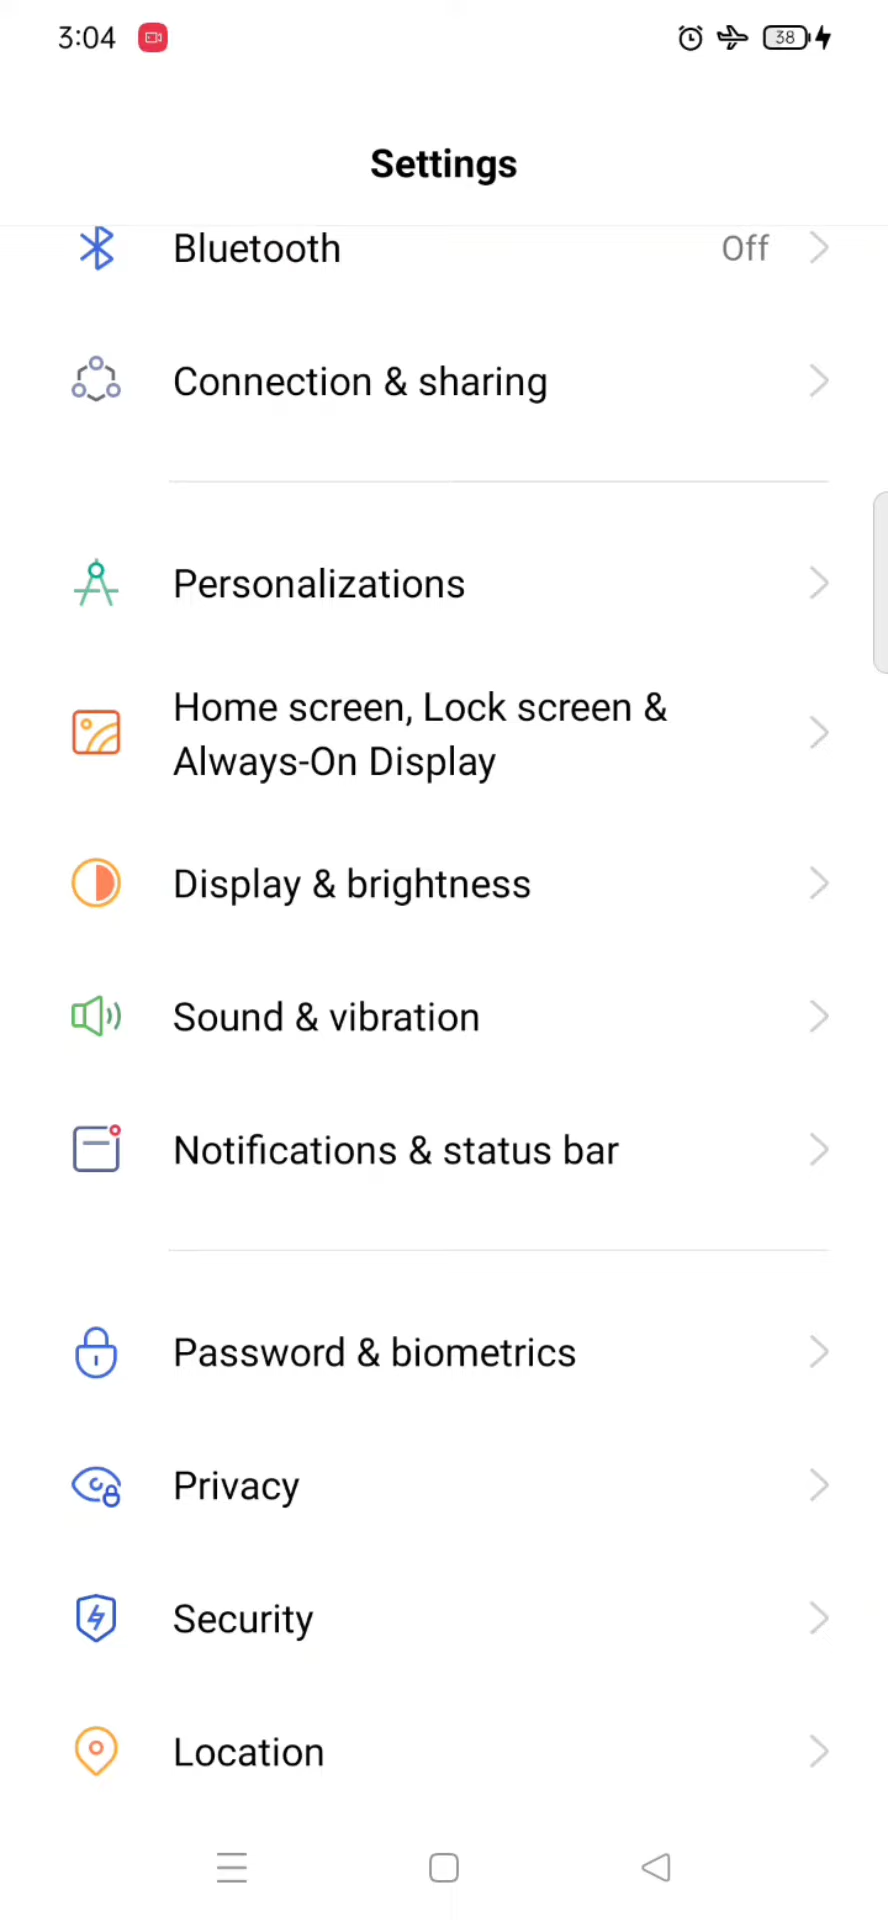 3:04
38
Settings
Bluetooth Off
Connection & sharing
Personalizations
Home screen, Lock screen &
Always-On Display
Display & brightness
Sound & vibration
Notifications & status bar
Password & biometrics
Privacy
Security
Location